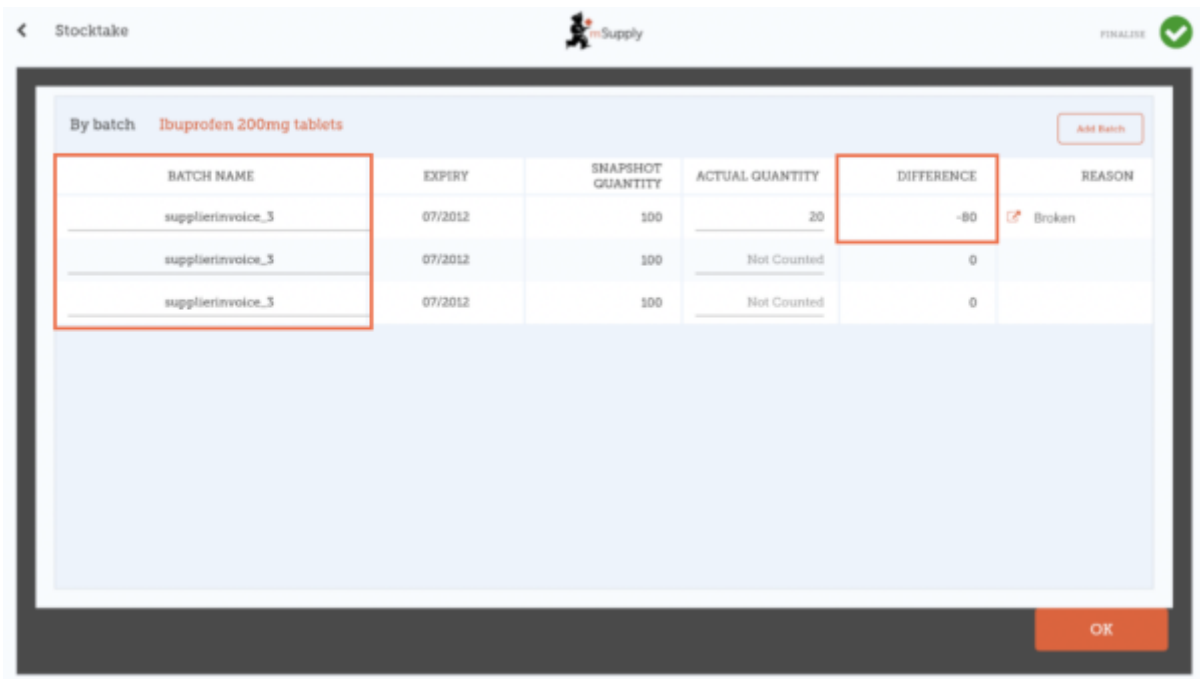 Stocktake
mSupply
FINALISE
By batch Ibuprofen 200mg tablets
Add Batch
BATCH NAME EXPIRY SNAPSHOT QUANTITY ACTUAL QUANTITY DIFFERENCE REASON
supplierinvoice_3 07/2012 100 20 -80 Broken
supplierinvoice_3 07/2012 100 Not Counted 0
supplierinvoice_3 07/2012 100 Not Counted 0
OK